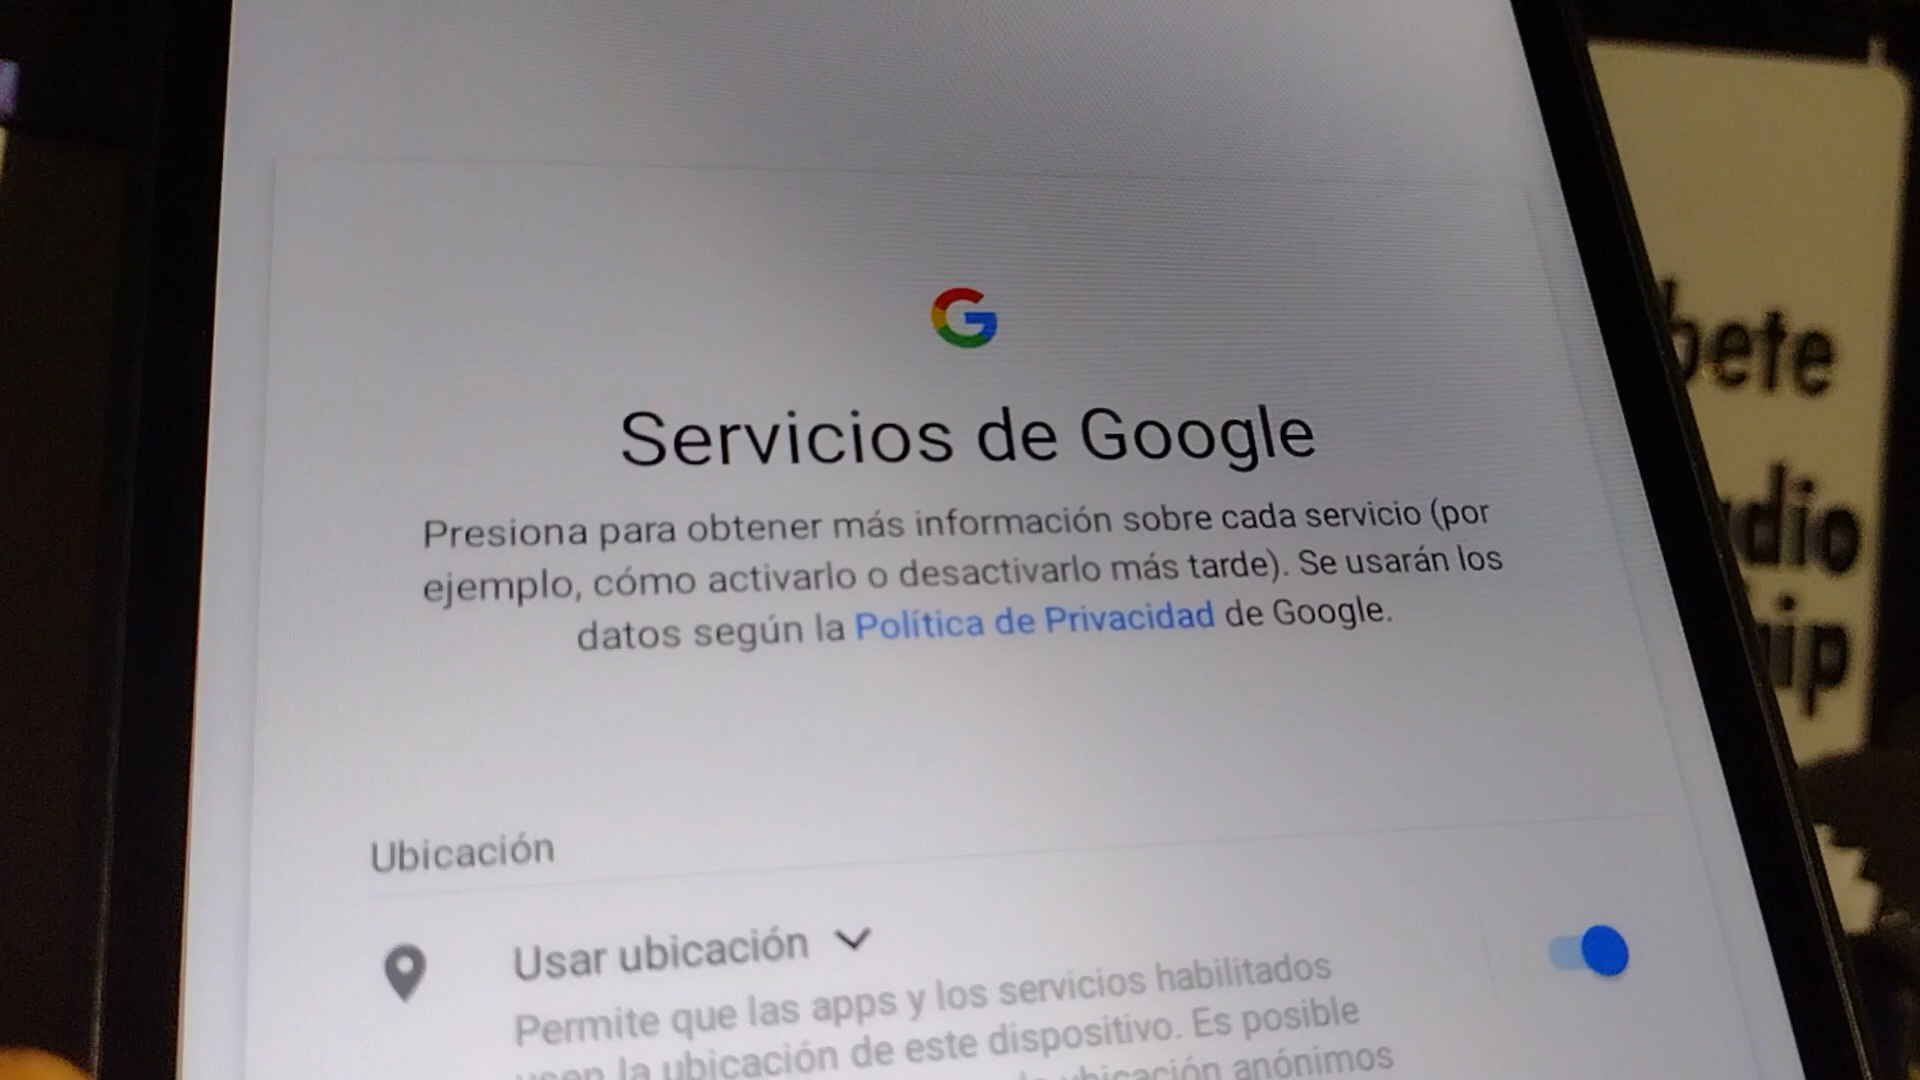 Servicios de Google
Presiona para obtener más información sobre cada servicio (por
ejemplo, cómo activarlo o desactivarlo más tarde). Se usarán los
datos según la Política de Privacidad de Google.
Ubicación
Usar ubicación
Permite que las apps y los servicios habilitados
usen la ubicación de este dispositivo. Es posible
ubicación anónimos
bete
dio